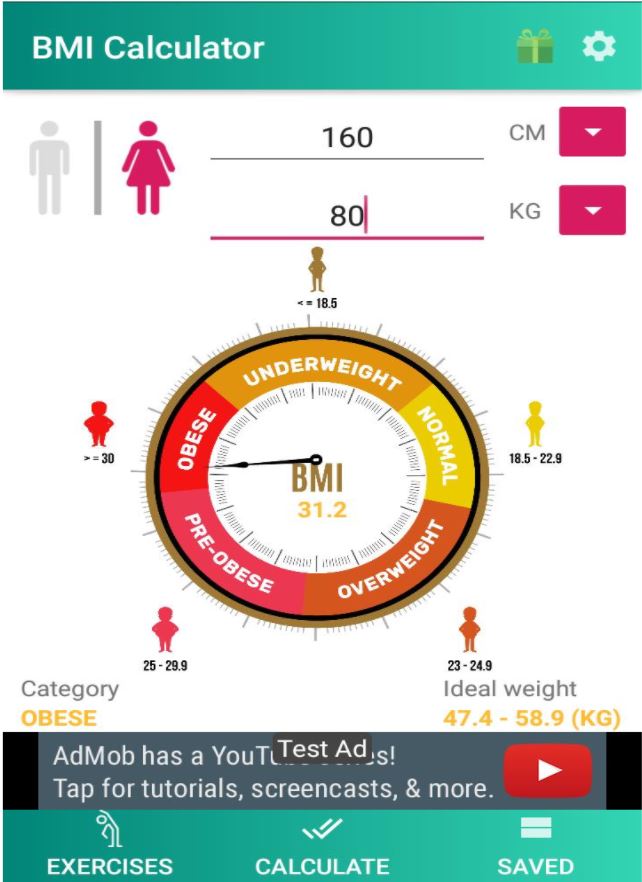 BMI Calculator
160
CM
80
KG
<= 18.5
UNDERWEIGHT
OBESE
NORMAL
>= 30
18.5 - 22.9
BMI
31.2
PRE-OBESE
OVERWEIGHT
25 - 29.9
23 - 24.9
Category
Ideal weight
OBESE
47.4 - 58.9 (KG)
Test Ad
AdMob has a YouT s!
Tap for tutorials, screencasts, & more.
EXERCISES
CALCULATE
SAVED